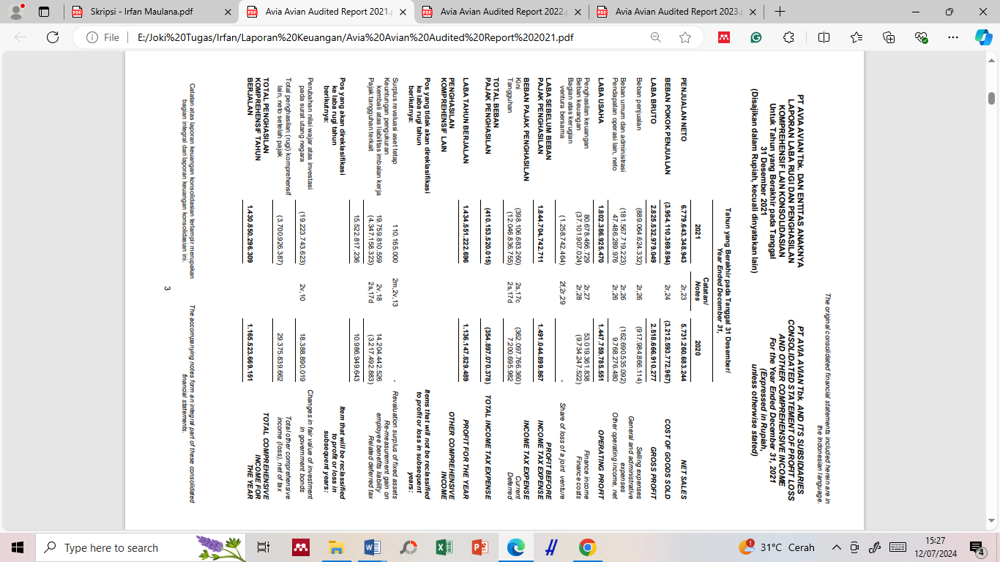 Skripsi - Irfan Maulana.pdf
Avia Avian Audited Report 2021.p
Avia Avian Audited Report 2022.p
Avia Avian Audited Report 2023.p
File
E:/Joki%20Tugas/Irfan/Laporan%20Keuangan/Avia%20Avian%20Audited%20Report%202021.pdf
The original consolidated financial statements included herein are in
the Indonesian language.
PT AVIA AVIAN Tbk. DAN ENTITAS ANAKNYA
LAPORAN LABA RUGI DAN PENGHASILAN
KOMPREHENSIF LAIN KONSOLIDASIAN
Untuk Tahun yang Berakhir pada Tanggal
31 Desember 2021
(Disajikan dalam Rupiah, kecuali dinyatakan lain)
PT AVIA AVIAN Tbk. AND ITS SUBSIDIARIES
CONSOLIDATED STATEMENT OF PROFIT LOSS
AND OTHER COMPREHENSIVE INCOME
For the Year Ended December 31, 2021
(Expressed in Rupiah,
unless otherwise stated)
Tahun yang Berakhir pada Tanggal 31 Desember/
Year Ended December 31,
2021 Catatan/ 2020
Notes
PENJUALAN NETO 6.779.643.348.943 2r,23 5.731.260.683.244 NET SALES
BEBAN POKOK PENJUALAN (3.954.110.369.894) 2r,24 (3.212.593.772.967) COST OF GOODS SOLD
LABA BRUTO 2.825.532.979.049 2.518.666.910.277 GROSS PROFIT
Beban penjualan (889.064.624.332) 2r,26 (917.984.866.114) Selling expenses
General and administrative
Beban umum dan administrasi (181.567.719.223) 2r,26 (162.690.535.092) expenses
Pendapatan operasi lain, neto 47.486.289.976 2r,26 9.768.276.480 Other operating income, net
LABA USAHA 1.802.386.925.470 1.447.759.785.551 OPERATING PROFIT
Penghasilan keuangan 80.678.466.729 2r,27 53.019.361.838 Finance income
Beban keuangan (37.101.907.024) 2r,28 (9.734.247.522) Finance costs
Bagian atas kerugian
ventura bersama (1.258.742.464) 2f,2r,29 - Share of loss of a joint venture
LABA SEBELUM BEBAN PROFIT BEFORE
PAJAK PENGHASILAN 1.844.704.742.711 1.491.044.899.867 INCOME TAX EXPENSE
BEBAN PAJAK PENGHASILAN INCOME TAX EXPENSE
Kini (398.106.683.260) 2s,17c (362.097.766.360) Current
Tangguhan (12.046.836.755) 2s,17d 7.200.695.982 Deferred
TOTAL BEBAN
PAJAK PENGHASILAN (410.153.520.015) (354.897.070.378) TOTAL INCOME TAX EXPENSE
LABA TAHUN BERJALAN 1.434.551.222.696 1.136.147.829.489 PROFIT FOR THE YEAR
PENGHASILAN OTHER COMPREHENSIVE
KOMPREHENSIF LAIN INCOME
Pos yang tidak akan direklasifikasi Items that will not be reclassified
ke laba rugi tahun to profit or loss in subsequent
berikutnya: years:
Surplus revaluasi aset tetap 110.165.000 2m,2v,13 - Revaluation surplus of fixed assets
Keuntungan pengukuran Re-measurement gain on
kembali atas liabilitas imbalan kerja 19.759.810.559 2v,18 14.204.442.526 employee benefits liability
Pajak tangguhan terkait (4.347.158.323) 2s,17d (3.217.492.883) Related deferred tax
15.522.817.236 10.986.949.643
Pos yang akan direklasifikasi Item that will be reclassified
ke laba rugi tahun to profit or loss in
berikutnya: subsequent years:
Perubahan nilai wajar atas investasi Changes in fair value of investment
pada surat utang negara (19.223.743.623) 2v,10 18.388.890.019 in government bonds
Total penghasilan (rugi) komprehensif Total other comprehensive
lain, neto setelah pajak (3.700.926.387) 29.375.839.662 income (loss), net of tax
TOTAL PENGHASILAN TOTAL COMPREHENSIVE
KOMPREHENSIF TAHUN INCOME FOR
BERJALAN 1.430.850.296.309 1.165.523.669.151 THE YEAR
Catatan atas laporan keuangan konsolidasian terlampir merupakan
bagian integral dari laporan keuangan konsolidasian ini.
The accompanying notes form an integral part of these consolidated
financial statements.
3
Type here to search
31°C Cerah
15:27
12/07/2024
4